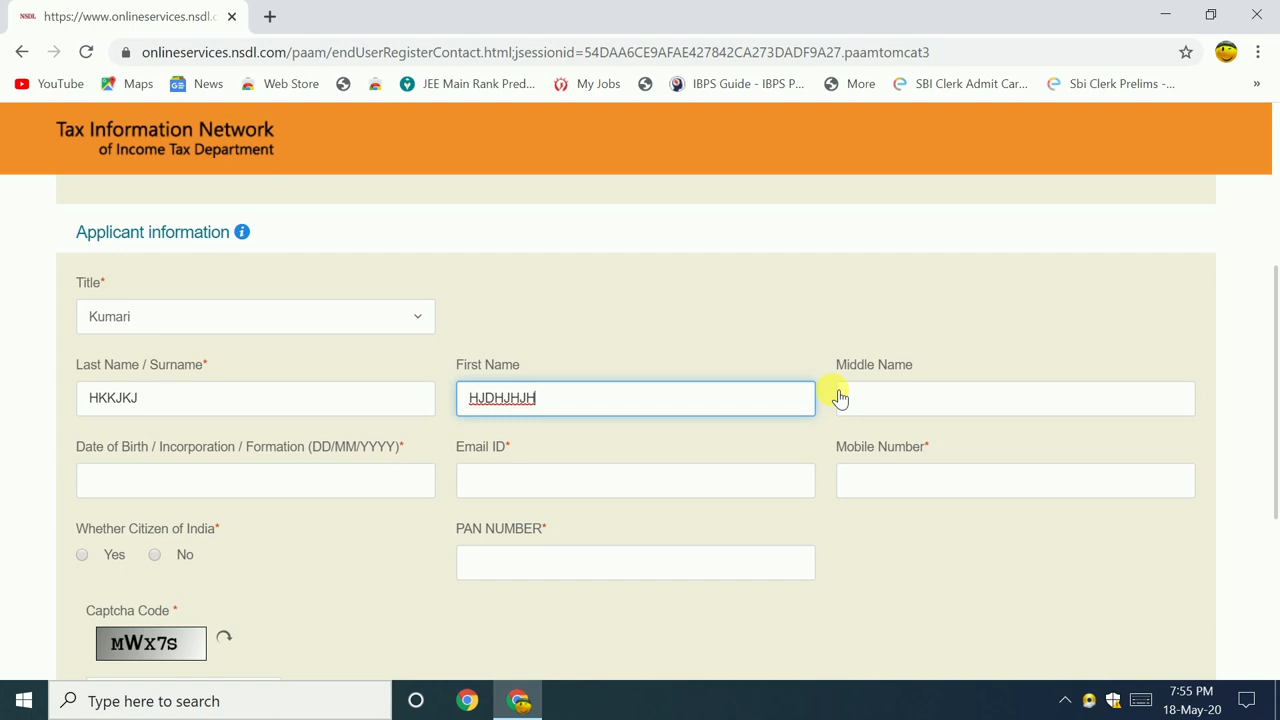 NSDL https://www.onlineservices.nsdl.c
onlineservices.nsdl.com/paam/endUserRegisterContact.html;jsessionid=54DAA6CE9AFAE427842CA273DADF9A27.paamtomcat3
YouTube Maps News Web Store JEE Main Rank Pred... My Jobs IBPS Guide - IBPS P... More SBI Clerk Admit Car... Sbi Clerk Prelims -... »
Tax Information Network
of Income Tax Department
Applicant information
Title*
Kumari
Last Name / Surname* First Name Middle Name
HKKJKJ HJDHJHJH
Date of Birth / Incorporation / Formation (DD/MM/YYYY)* Email ID* Mobile Number*
Whether Citizen of India* PAN NUMBER*
Yes No
Captcha Code *
MWX7S
Type here to search
7:55 PM
18-May-20